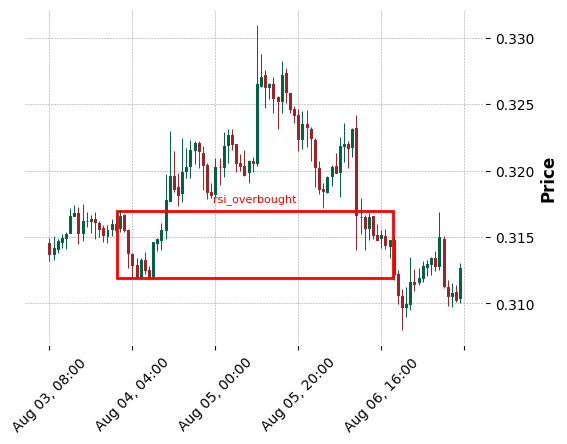 0.330
0.325
0.320
0.315
0.310
Price
rsi_overbought
Aug 03, 08:00
Aug 04, 04:00
Aug 05, 00:00
Aug 05, 20:00
Aug 06, 16:00